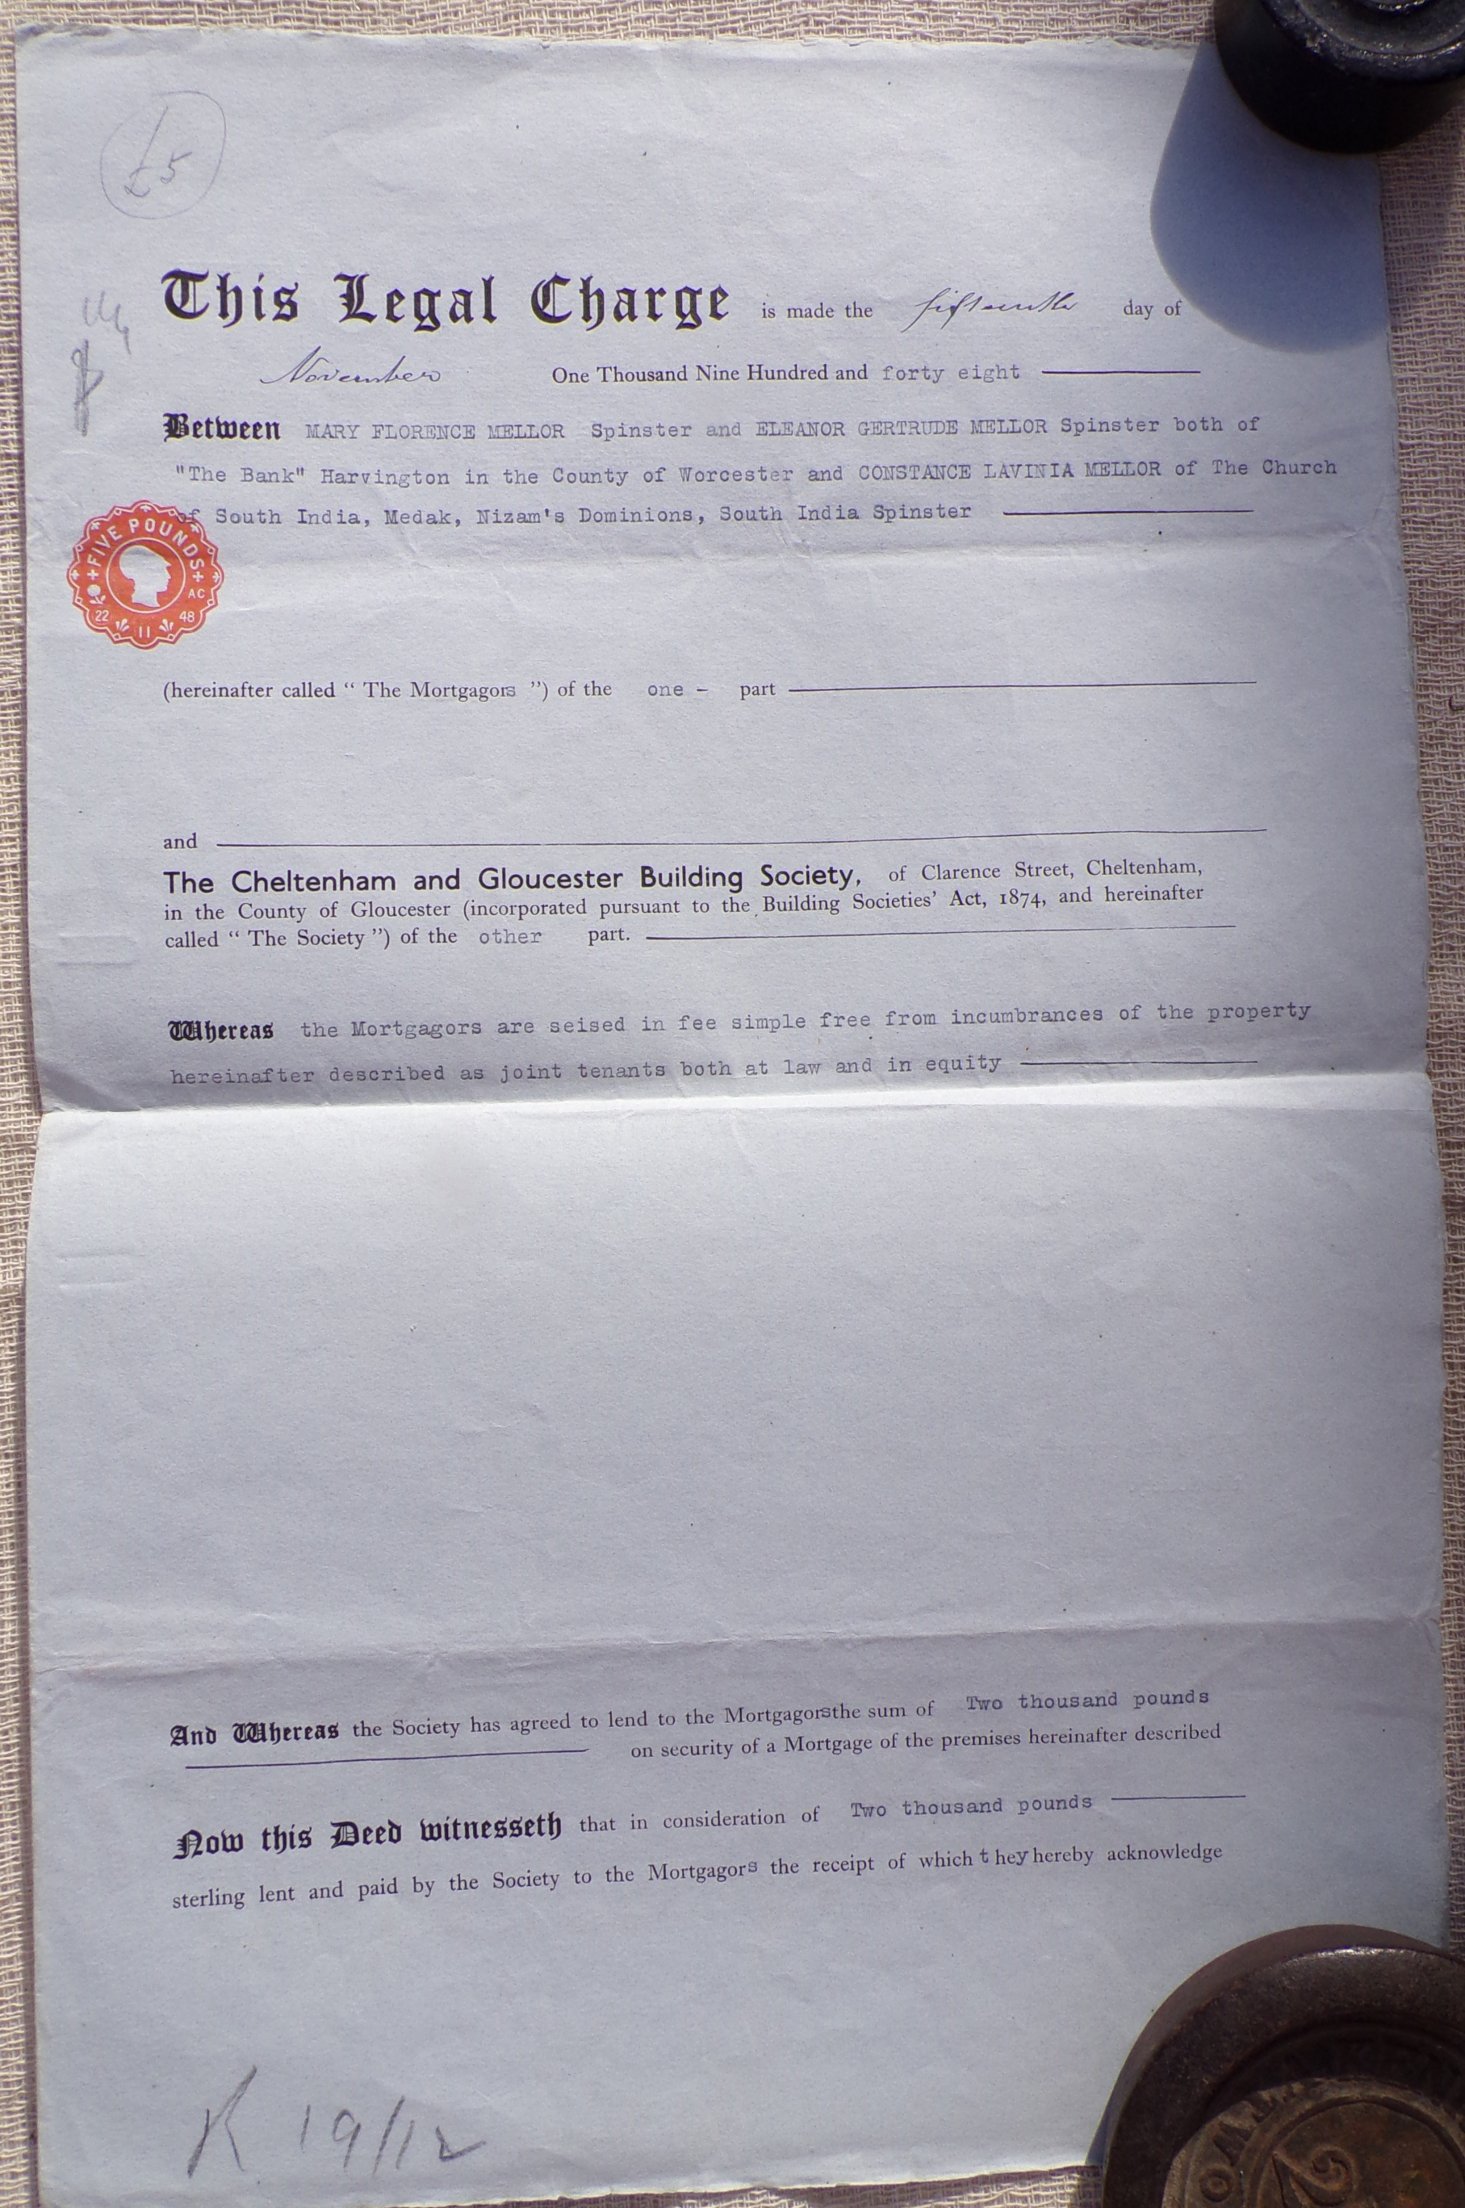 £5
This Legal Charge is made the fifteenth day of
November One Thousand Nine Hundred and forty eight
Between MARY FLORENCE MELLOR Spinster and ELEANOR GERTRUDE MELLOR Spinster both of
"The Bank" Harvington in the County of Worcester and CONSTANCE LAVINIA MELLOR of The Church
of South India, Medak, Nizam's Dominions, South India Spinster
FIVE POUNDS
AC
22 11 48
(hereinafter called “ The Mortgagors ”) of the one - part
and
The Cheltenham and Gloucester Building Society, of Clarence Street, Cheltenham,
in the County of Gloucester (incorporated pursuant to the Building Societies' Act, 1874, and hereinafter
called “ The Society ”) of the other part.
Whereas the Mortgagors are seised in fee simple free from incumbrances of the property
hereinafter described as joint tenants both at law and in equity
And Whereas the Society has agreed to lend to the Mortgagors the sum of Two thousand pounds
on security of a Mortgage of the premises hereinafter described
Now this Deed witnesseth that in consideration of Two thousand pounds
sterling lent and paid by the Society to the Mortgagors the receipt of which they hereby acknowledge
19/12